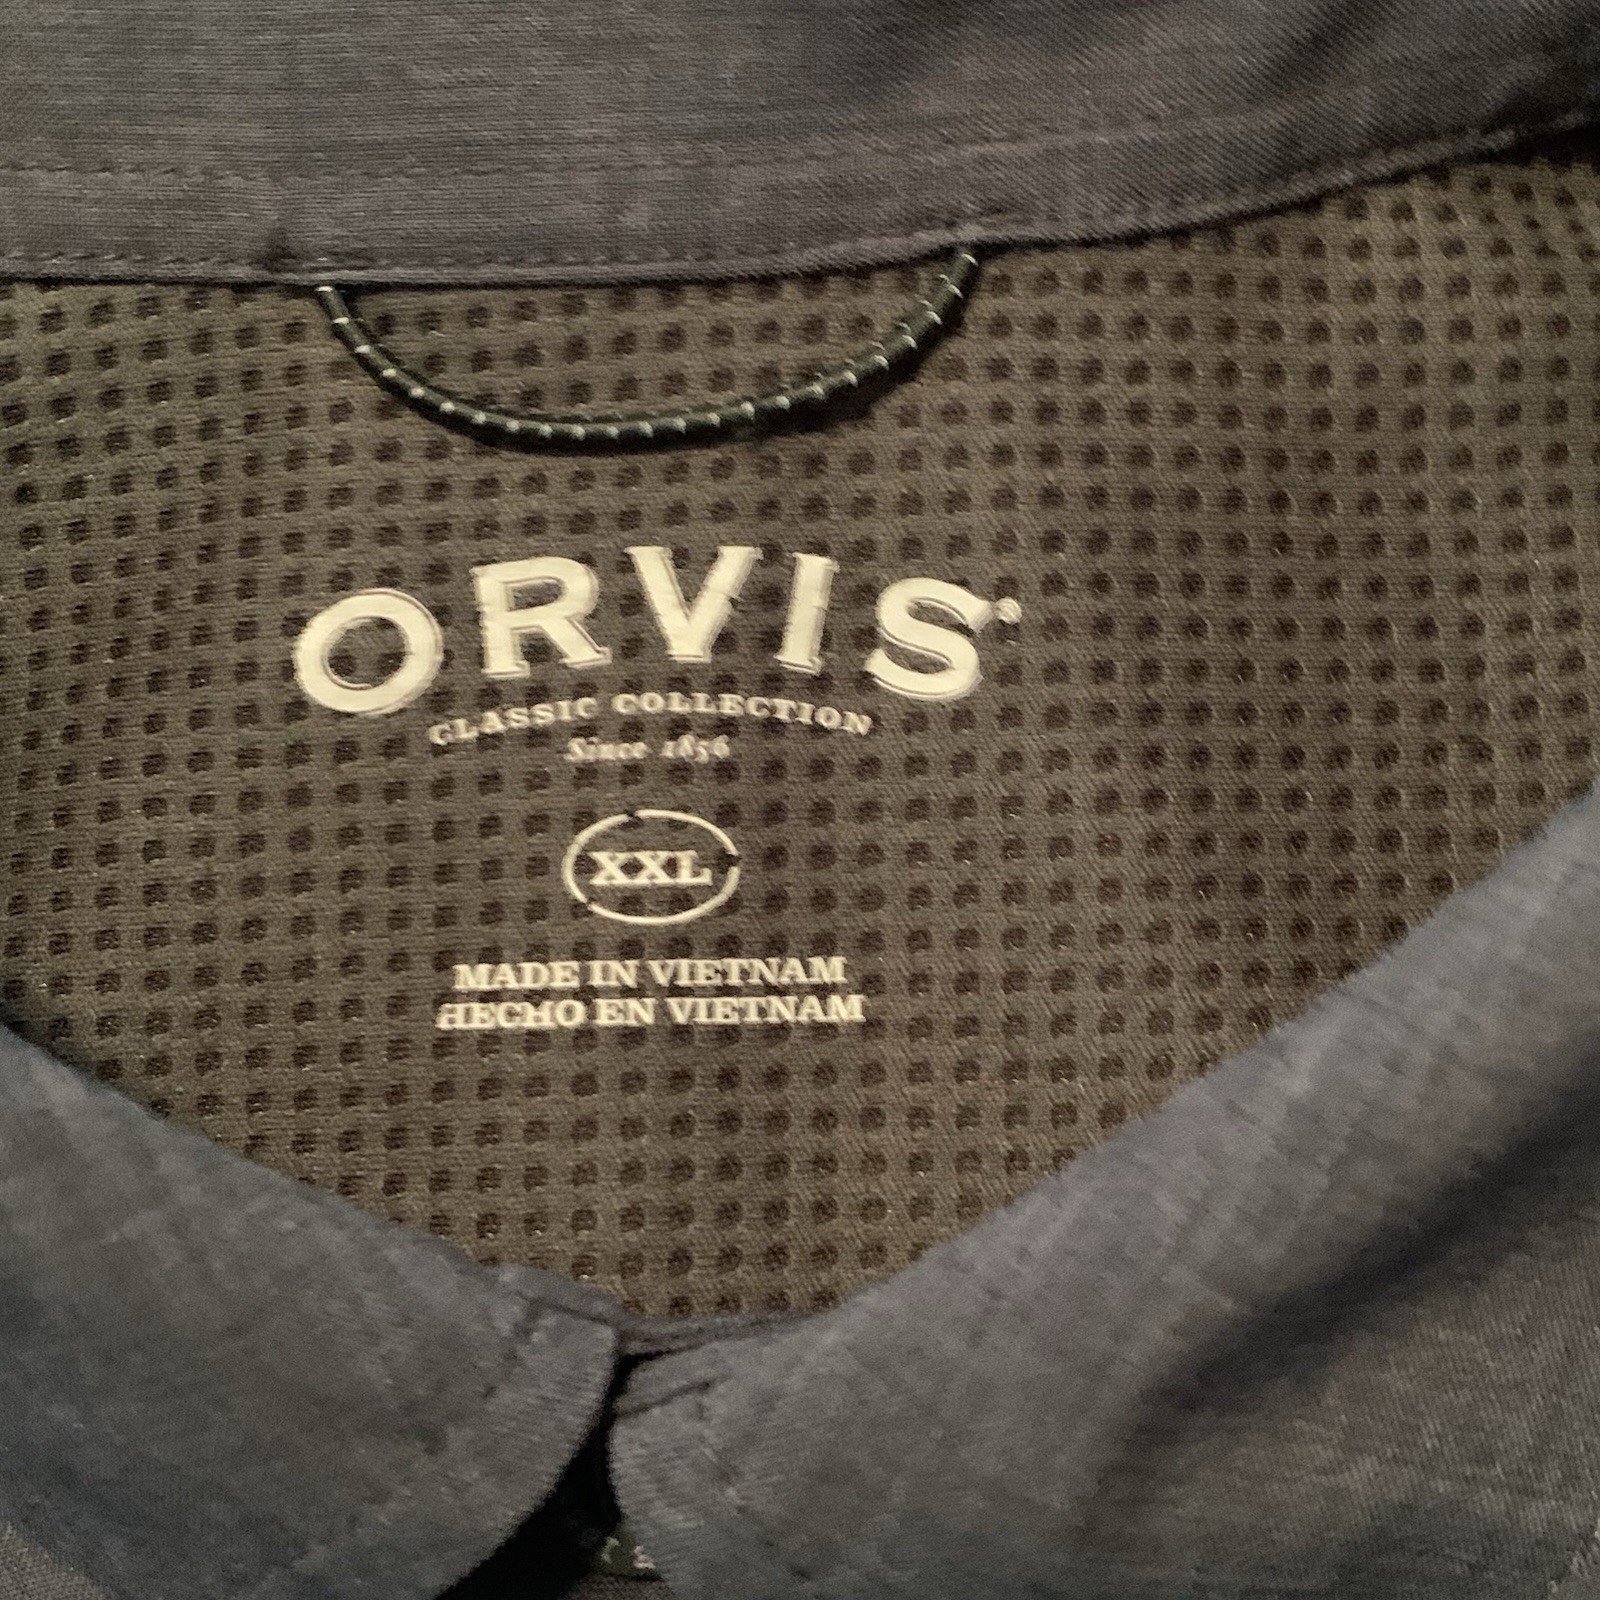 ORVIS®
CLASSIC COLLECTION
Since 1856
XXL
MADE IN VIETNAM
HECHO EN VIETNAM